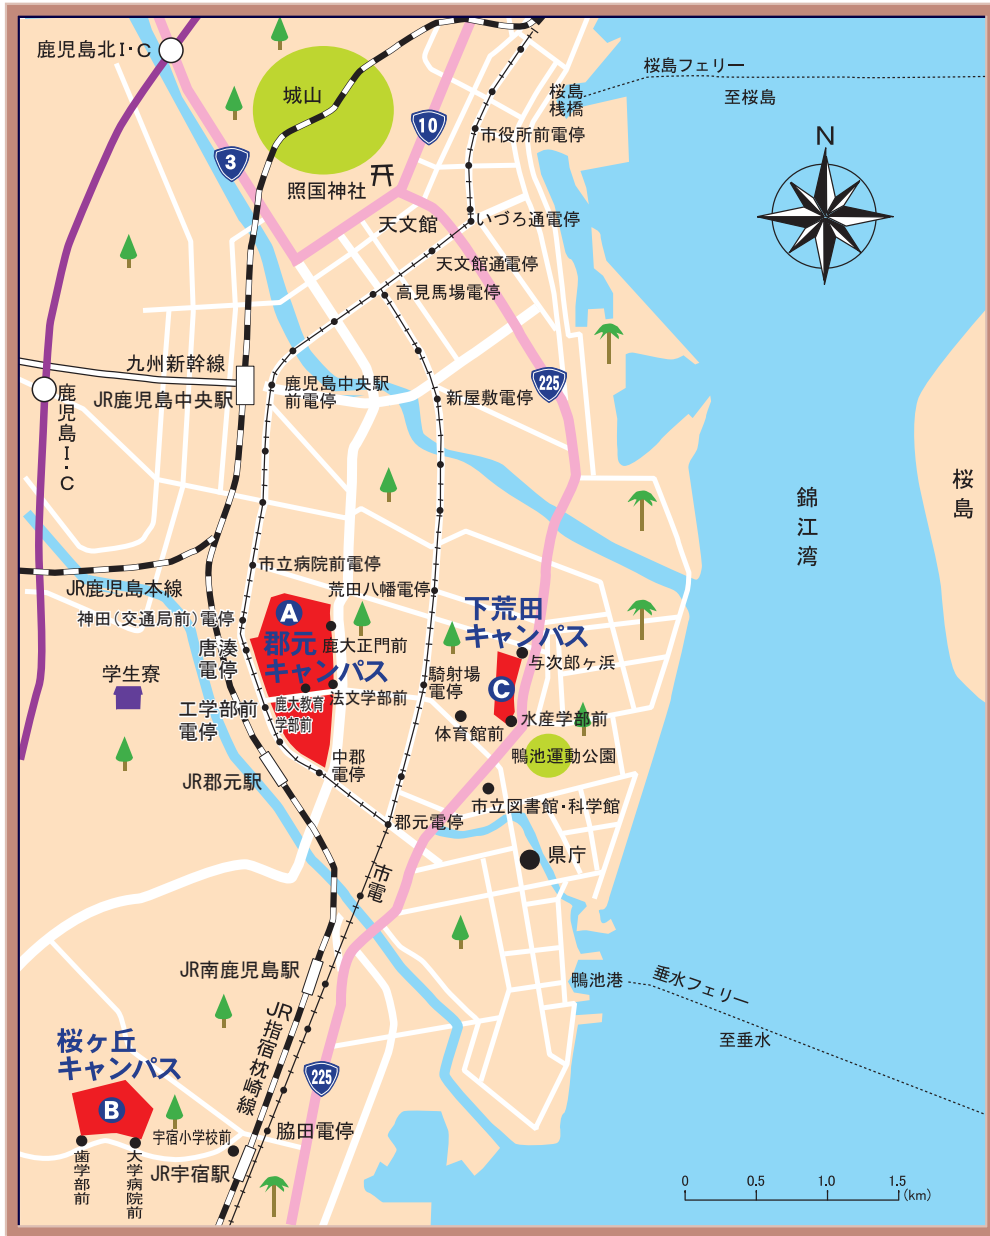 鹿児島北I・C
城山
桜島フェリー
至桜島
桜島
桟橋
10
市役所前電停
N
3
照国神社
天文館
いづろ通電停
天文館通電停
高見馬場電停
九州新幹線
JR鹿児島中央駅
鹿児島中央駅
前電停
225
新屋敷電停
鹿児島I・C
桜島
錦江湾
市立病院前電停
JR鹿児島本線
荒田八幡電停
神田(交通局前)電停
A
郡元
キャンパス
鹿大正門前
下荒田
キャンパス
与次郎ヶ浜
唐湊
電停
騎射場
電停
C
学生寮
法文学部前
鹿大教育
学部前
工学部前
電停
水産学部前
体育館前
鴨池運動公園
中郡
電停
JR郡元駅
市立図書館・科学館
郡元電停
県庁
市電
JR南鹿児島駅
鴨池港
垂水フェリー
至垂水
JR指宿枕崎線
桜ヶ丘
キャンパス
225
B
宇宿小学校前
脇田電停
歯学部前
大学病院前
JR宇宿駅
0 0.5 1.0 1.5
(km)